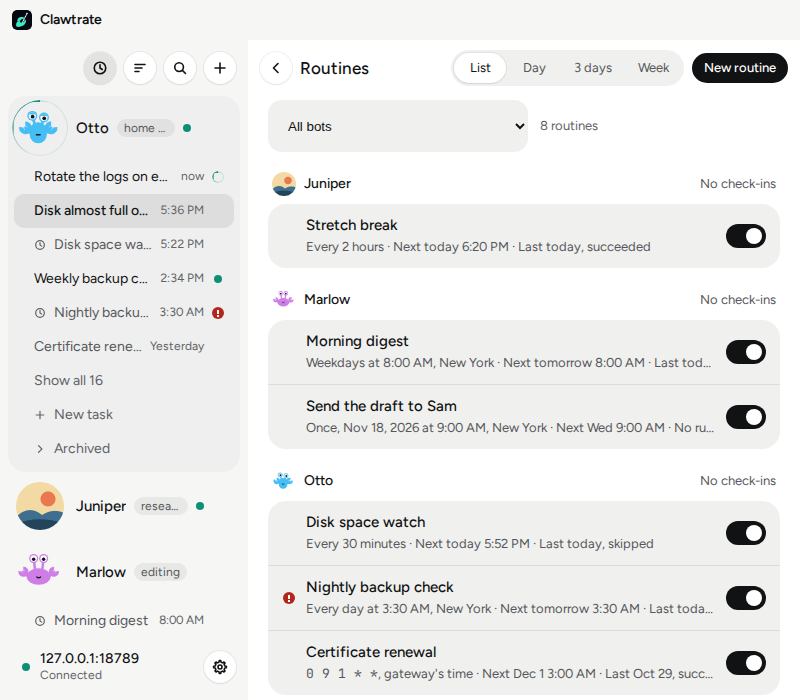 Clawtrate
Otto home ...
Rotate the logs on e... now
Disk almost full o... 5:36 PM
Disk space wa... 5:22 PM
Weekly backup c... 2:34 PM
Nightly backu... 3:30 AM
Certificate rene... Yesterday
Show all 16
New task
Archived
Juniper resea...
Marlow editing
Morning digest 8:00 AM
127.0.0.1:18789
Connected
Routines List Day 3 days Week New routine
All bots 8 routines
Juniper No check-ins
Stretch break
Every 2 hours · Next today 6:20 PM · Last today, succeeded
Marlow No check-ins
Morning digest
Weekdays at 8:00 AM, New York · Next tomorrow 8:00 AM · Last tod...
Send the draft to Sam
Once, Nov 18, 2026 at 9:00 AM, New York · Next Wed 9:00 AM · No ru...
Otto No check-ins
Disk space watch
Every 30 minutes · Next today 5:52 PM · Last today, skipped
Nightly backup check
Every day at 3:30 AM, New York · Next tomorrow 3:30 AM · Last toda...
Certificate renewal
0 9 1 * *, gateway's time · Next Dec 1 3:00 AM · Last Oct 29, succ...